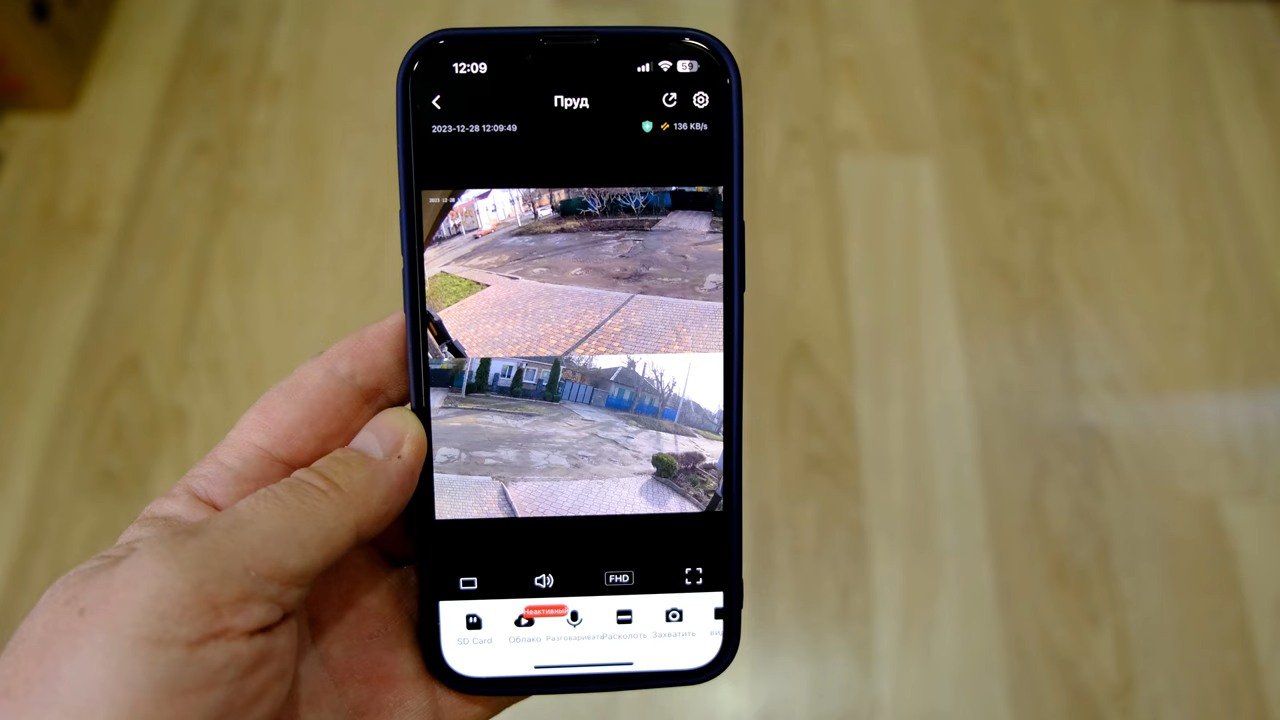 12:09
59
Пруд
2023-12-28 12:09:49
136 KB/s
FHD
Неактивный
SD Card
Облако
Разговаривать
Расколоть
Захватить